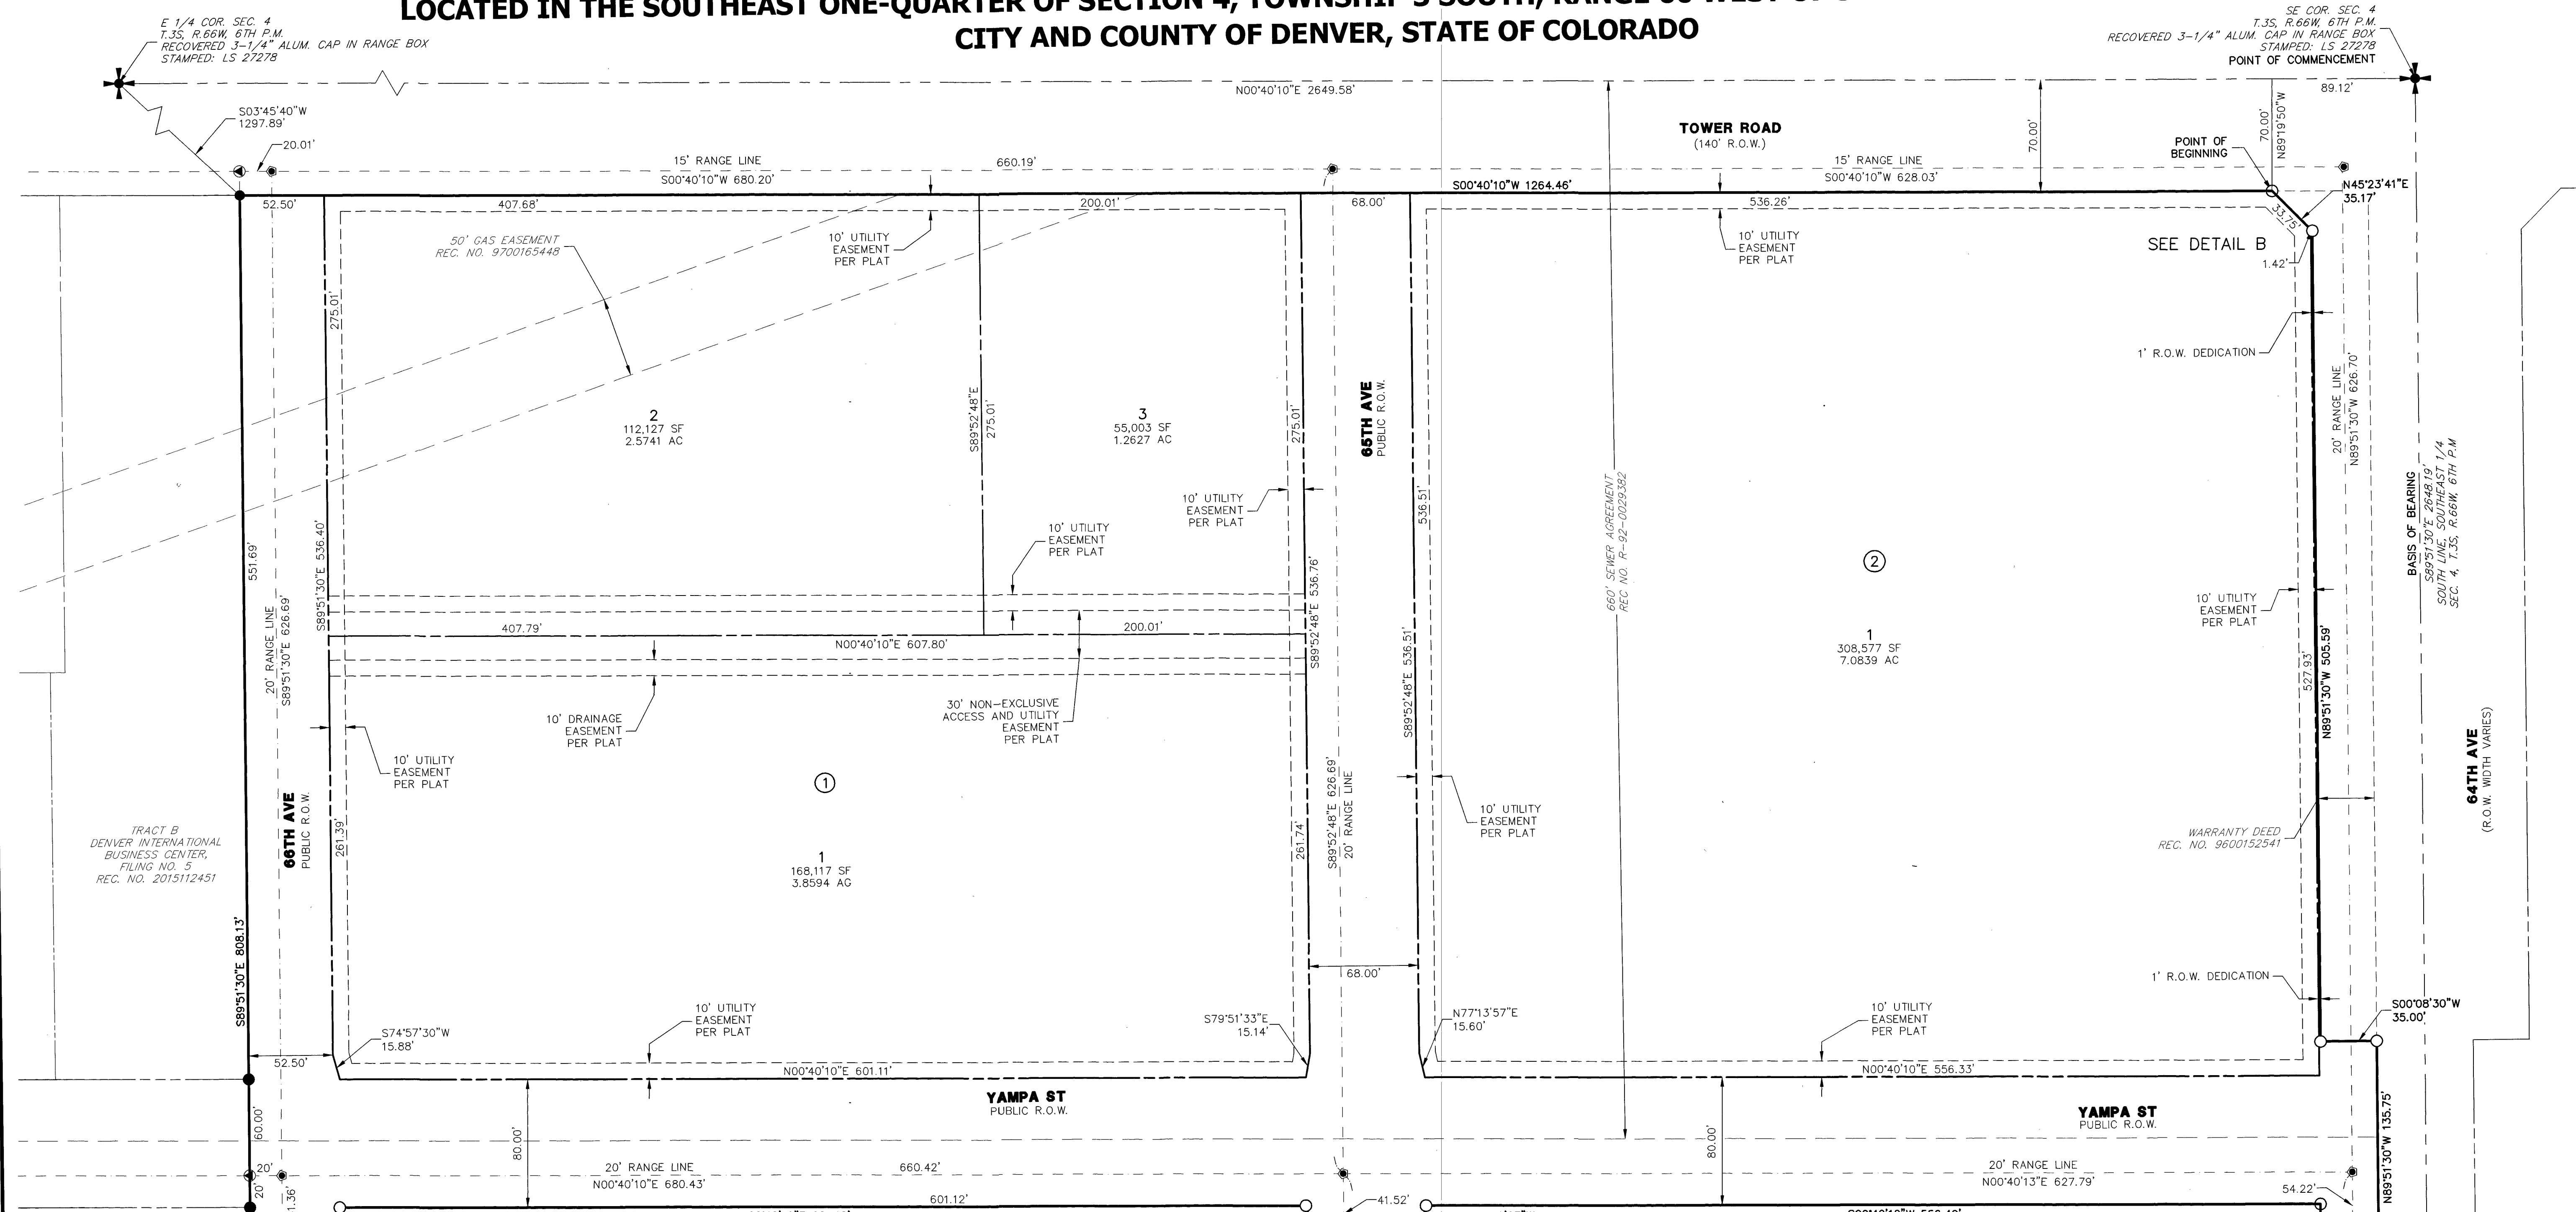 LOCATED IN THE SOUTHEAST ONE-QUARTER OF SECTION 4, TOWNSHIP 3 SOUTH, RANGE 66 WEST OF
CITY AND COUNTY OF DENVER, STATE OF COLORADO
E 1/4 COR. SEC. 4
T.3S, R.66W, 6TH P.M.
RECOVERED 3-1/4" ALUM. CAP IN RANGE BOX
STAMPED: LS 27278
SE COR. SEC. 4
T.3S, R.66W, 6TH P.M.
RECOVERED 3-1/4" ALUM. CAP IN RANGE BOX
STAMPED: LS 27278
POINT OF COMMENCEMENT
N00°40'10"E 2649.58'
89.12'
S03°45'40"W
1297.89'
20.01'
15' RANGE LINE
S00°40'10"W 680.20'
660.19'
TOWER ROAD
(140' R.O.W.)
70.00'
15' RANGE LINE
S00°40'10"W 628.03'
POINT OF
BEGINNING
70.00'
N89°19'50"W
N45°23'41"E
35.17'
52.50'
407.68'
200.01'
68.00'
S00°40'10"W 1264.46'
536.26'
33.75'
50' GAS EASEMENT
REC. NO. 9700165448
10' UTILITY
EASEMENT
PER PLAT
10' UTILITY
EASEMENT
PER PLAT
SEE DETAIL B
1.42'
275.01'
1' R.O.W. DEDICATION
2
112,127 SF
2.5741 AC
S89°52'48"E
275.01'
3
55,003 SF
1.2627 AC
275.01'
65TH AVE
PUBLIC R.O.W.
20' RANGE LINE
N89°51'30"W 626.70'
10' UTILITY
EASEMENT
PER PLAT
10' UTILITY
EASEMENT
PER PLAT
536.51'
660' SEWER AGREEMENT
REC NO. R-92-0029382
BASIS OF BEARING
S89°51'30"E 2648.19'
SOUTH LINE, SOUTHEAST 1/4
SEC. 4, T.3S, R.66W, 6TH P.M
551.69'
S89°51'30"E 536.40'
20' RANGE LINE
S89°51'30"E 626.69'
S89°52'48"E 536.76'
S89°52'48"E 536.51'
2
10' UTILITY
EASEMENT
PER PLAT
407.79'
N00°40'10"E 607.80'
200.01'
1
308,577 SF
7.0839 AC
527.93'
N89°51'30"W 505.59'
10' DRAINAGE
EASEMENT
PER PLAT
30' NON-EXCLUSIVE
ACCESS AND UTILITY
EASEMENT
PER PLAT
10' UTILITY
EASEMENT
PER PLAT
1
S89°52'48"E 626.69'
20' RANGE LINE
10' UTILITY
EASEMENT
PER PLAT
64TH AVE
(R.O.W. WIDTH VARIES)
TRACT B
DENVER INTERNATIONAL
BUSINESS CENTER,
FILING NO. 5
REC. NO. 2015112451
66TH AVE
PUBLIC R.O.W.
261.39'
1
168,117 SF
3.8594 AC
261.74'
WARRANTY DEED
REC. NO. 9600152541
S89°51'30"E 808.13'
68.00'
1' R.O.W. DEDICATION
S00°08'30"W
35.00'
S74°57'30"W
15.88'
10' UTILITY
EASEMENT
PER PLAT
S79°51'33"E
15.14'
N77°13'57"E
15.60'
10' UTILITY
EASEMENT
PER PLAT
52.50'
N00°40'10"E 601.11'
N00°40'10"E 556.33'
YAMPA ST
PUBLIC R.O.W.
YAMPA ST
PUBLIC R.O.W.
60.00'
80.00'
80.00'
N89°51'30"W 135.75'
20'
20' RANGE LINE
N00°40'10"E 680.43'
660.42'
20' RANGE LINE
N00°40'13"E 627.79'
20'
1.36'
601.12'
41.52'
54.22'